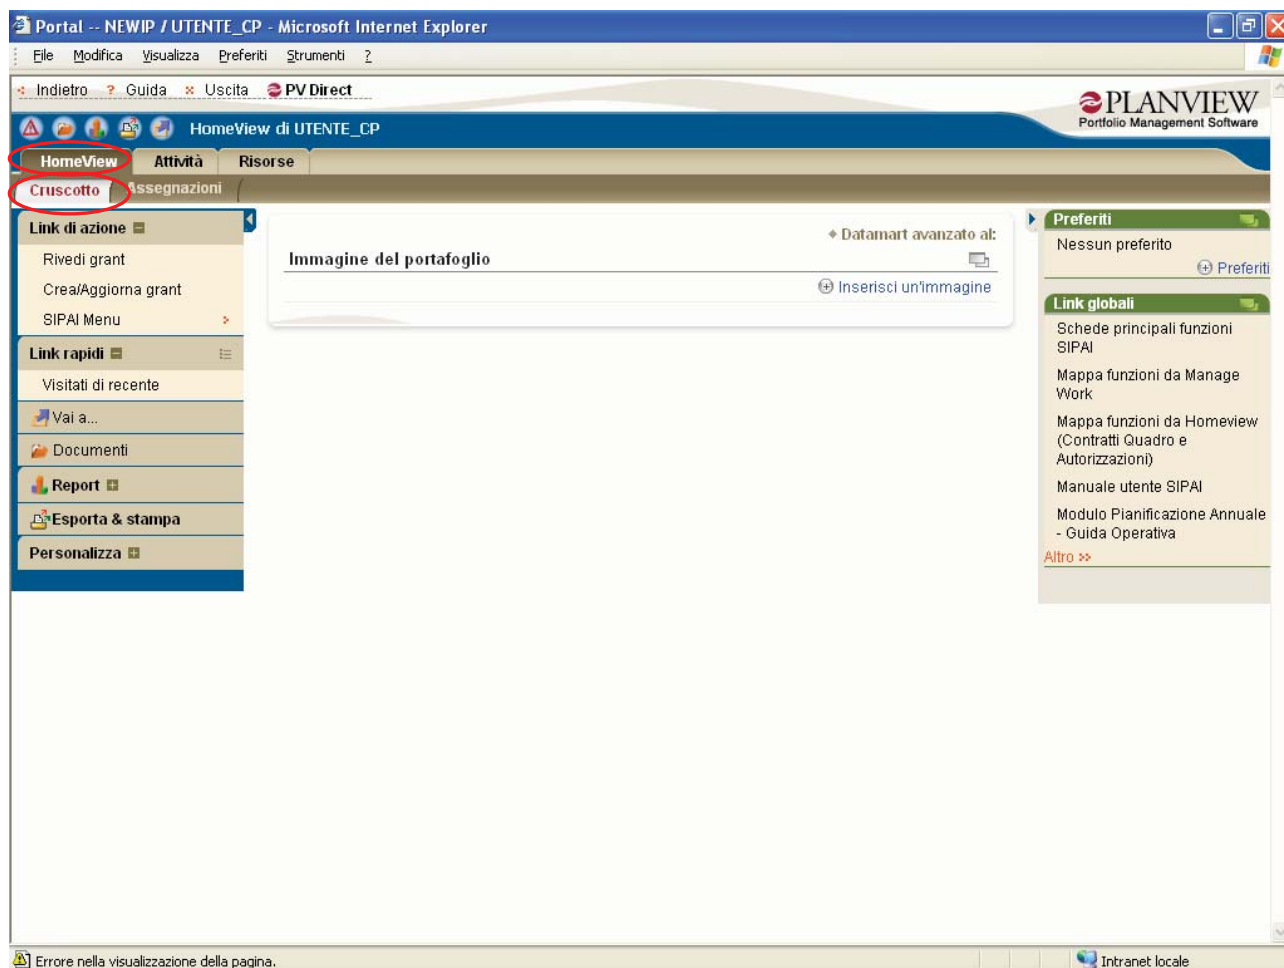 Portal -- NEWIP / UTENTE_CP - Microsoft Internet Explorer
File Modifica Visualizza Preferiti Strumenti ?
Indietro ? Guida Uscita PV Direct
PLANVIEW
Portfolio Management Software
HomeView di UTENTE_CP
HomeView Attività Risorse
Cruscotto Assegnazioni
Link di azione
Rivedi grant
Crea/Aggiorna grant
SIPAI Menu
Link rapidi
Visitati di recente
Vai a...
Documenti
Report
Esporta & stampa
Personalizza
Datamart avanzato al:
Immagine del portafoglio
Inserisci un'immagine
Preferiti
Nessun preferito
Preferiti
Link globali
Schede principali funzioni
SIPAI
Mappa funzioni da Manage
Work
Mappa funzioni da Homeview
(Contratti Quadro e
Autorizzazioni)
Manuale utente SIPAI
Modulo Pianificazione Annuale
- Guida Operativa
Altro >>
Errore nella visualizzazione della pagina.
Intranet locale